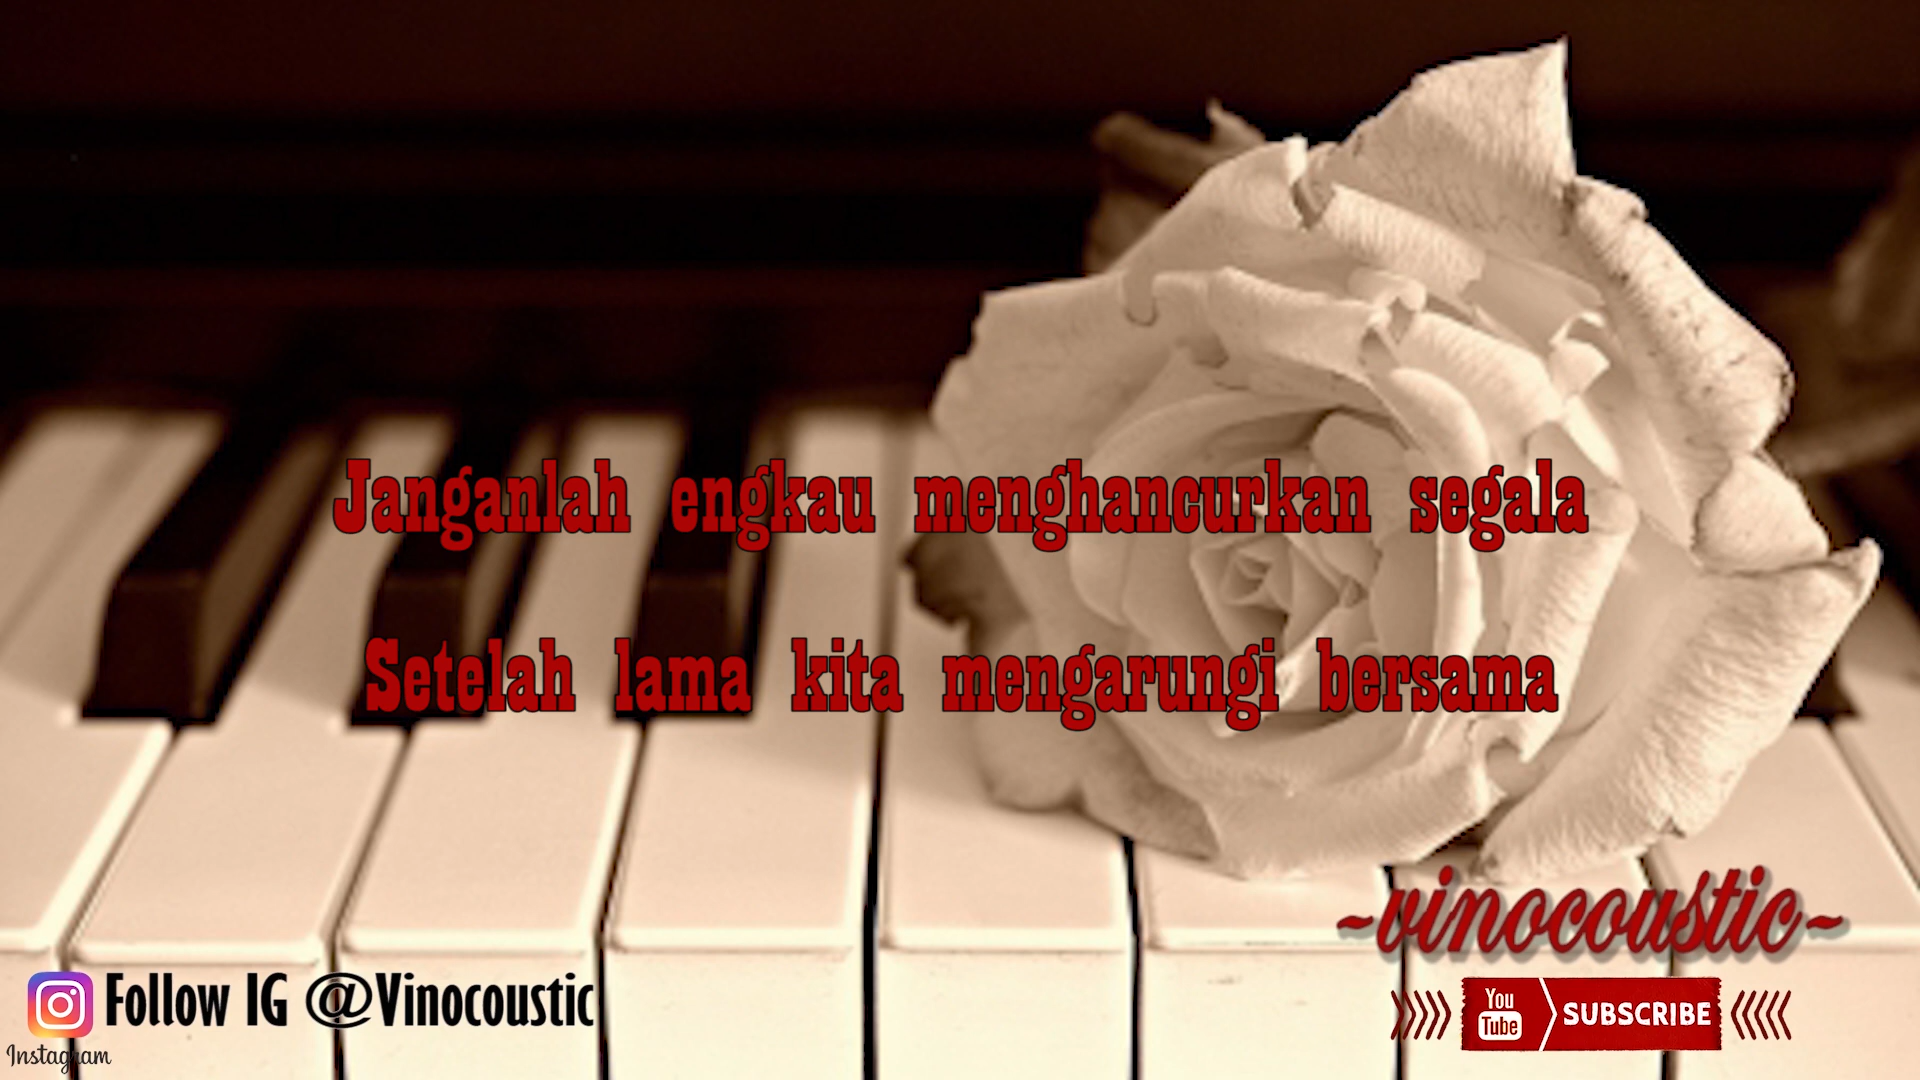 Janganlah engkau menghancurkan segala
Setelah lama kita mengarungi bersama
~vinocoustic~
Follow IG @Vinocoustic
Instagram
You
Tube
SUBSCRIBE